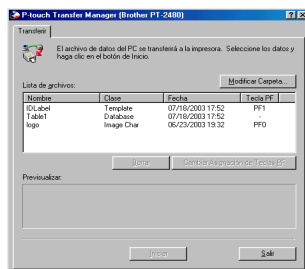 P-touch Transfer Manager (Brother PT-2480)
Transferir
El archivo de datos del PC se transferirá a la impresora. Seleccione los datos y
haga clic en el botón de Inicio.
Modificar Carpeta...
Lista de archivos:
Nombre Clase Fecha Tecla PF
IDLabel Template 07/18/2003 17:52 PF1
Table1 Database 07/18/2003 17:52 -
logo Image Char 06/23/2003 19:32 PF0
Borrar Cambiar Asignación de Teclas PF
Previsualizar:
Iniciar Salir